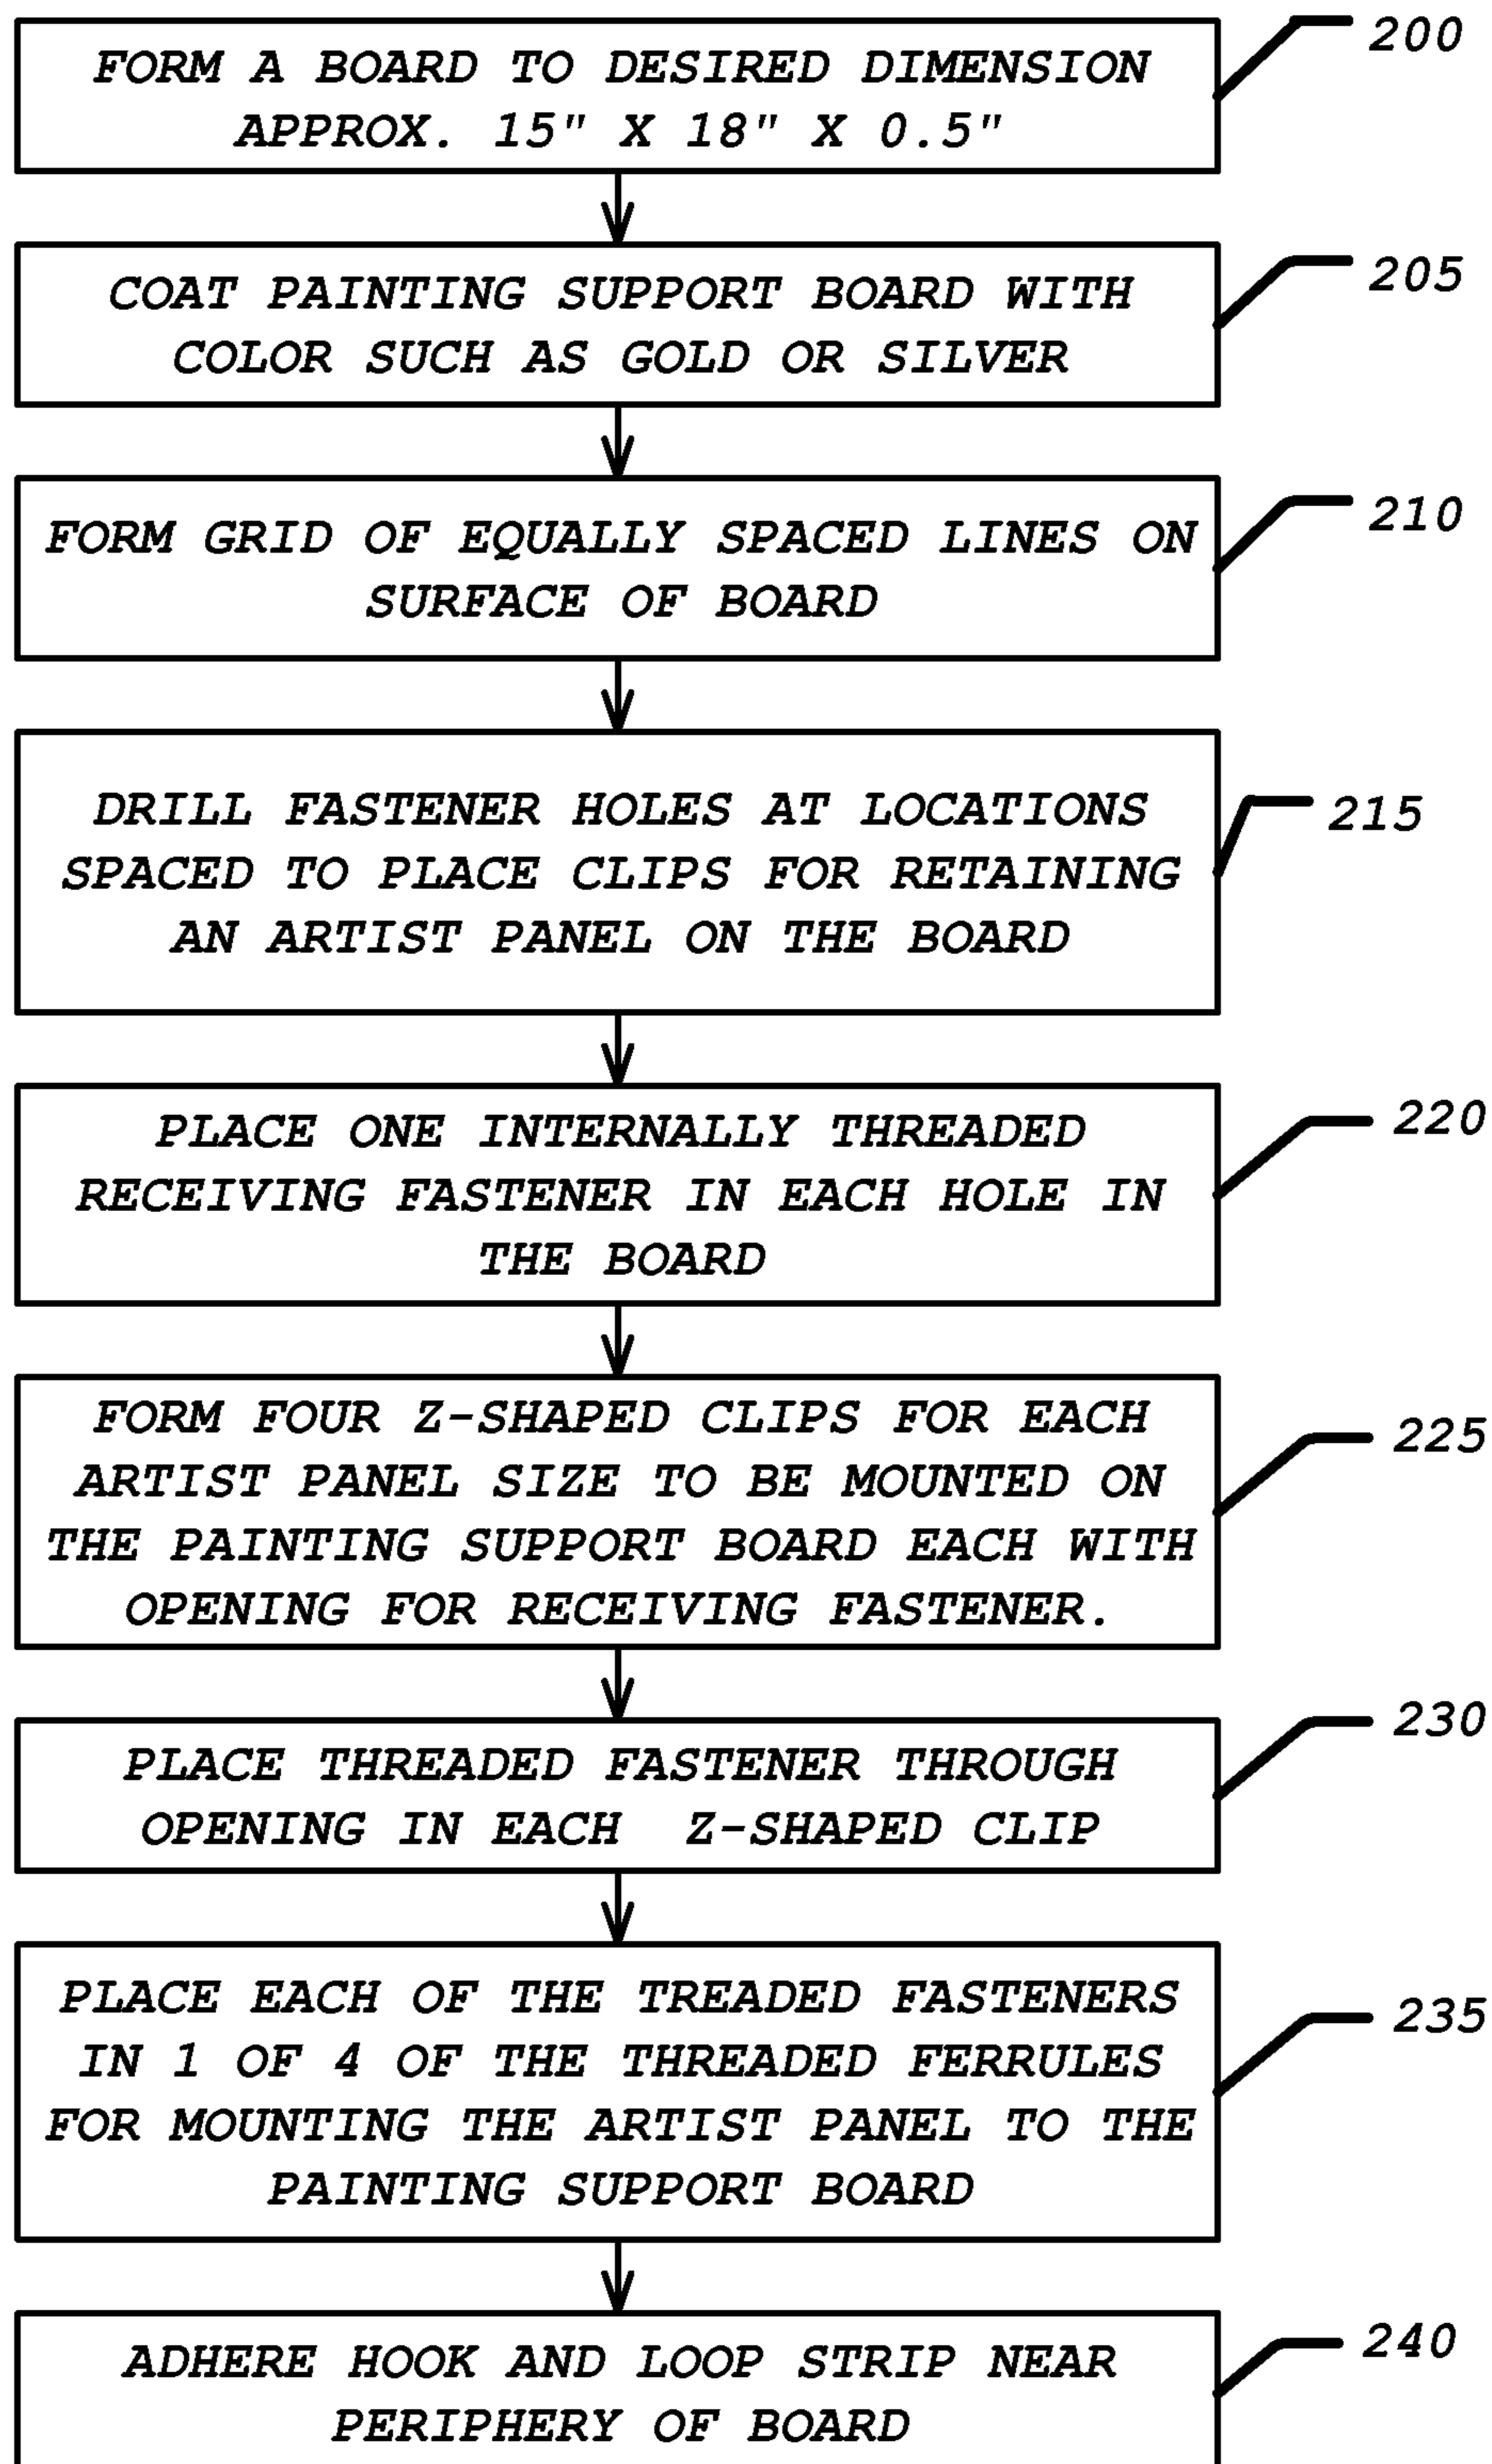 FORM A BOARD TO DESIRED DIMENSION
APPROX. 15" X 18" X 0.5"
200
COAT PAINTING SUPPORT BOARD WITH
COLOR SUCH AS GOLD OR SILVER
205
FORM GRID OF EQUALLY SPACED LINES ON
SURFACE OF BOARD
210
DRILL FASTENER HOLES AT LOCATIONS
SPACED TO PLACE CLIPS FOR RETAINING
AN ARTIST PANEL ON THE BOARD
215
PLACE ONE INTERNALLY THREADED
RECEIVING FASTENER IN EACH HOLE IN
THE BOARD
220
FORM FOUR Z-SHAPED CLIPS FOR EACH
ARTIST PANEL SIZE TO BE MOUNTED ON
THE PAINTING SUPPORT BOARD EACH WITH
OPENING FOR RECEIVING FASTENER.
225
PLACE THREADED FASTENER THROUGH
OPENING IN EACH Z-SHAPED CLIP
230
PLACE EACH OF THE TREADED FASTENERS
IN 1 OF 4 OF THE THREADED FERRULES
FOR MOUNTING THE ARTIST PANEL TO THE
PAINTING SUPPORT BOARD
235
ADHERE HOOK AND LOOP STRIP NEAR
PERIPHERY OF BOARD
240